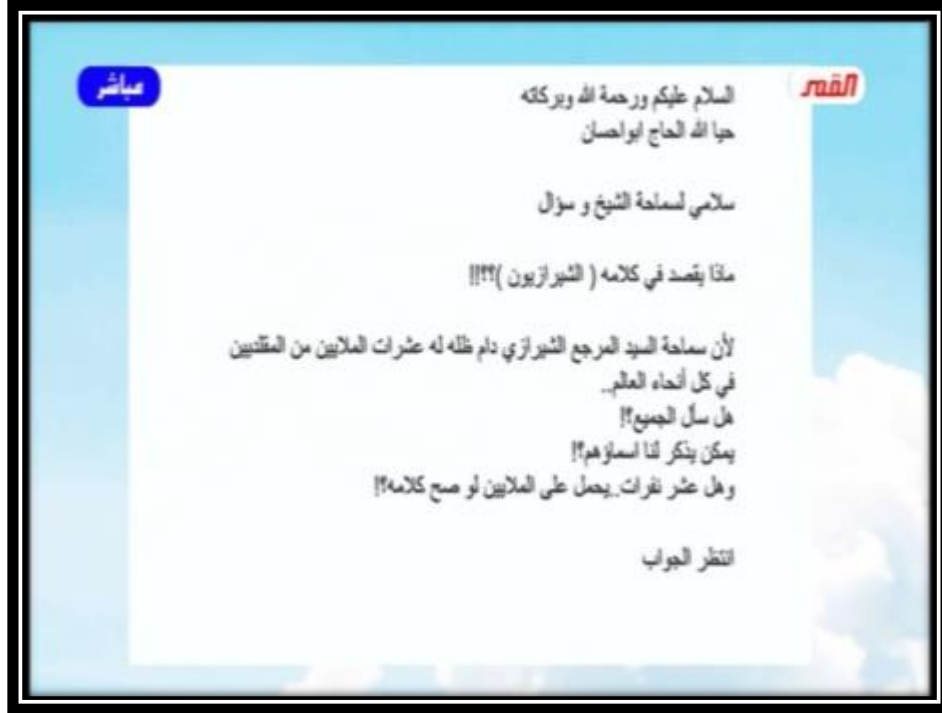 القمر
مباشر
السلام عليكم ورحمة الله وبركاته
حيا الله الحاج ابواحسان
سلامي لسماحة الشيخ و سؤال
ماذا يقصد في كلامه ( الشيرازيون )؟؟!!
لأن سماحة السيد المرجع الشيرازي دام ظله له عشرات الملايين من المقلديين
في كل أنحاء العالم..
هل سأل الجميع؟!
يمكن يذكر لنا اسماؤهم؟!
وهل عشر نفرات..يحمل على الملايين لو صح كلامه؟!
انتظر الجواب